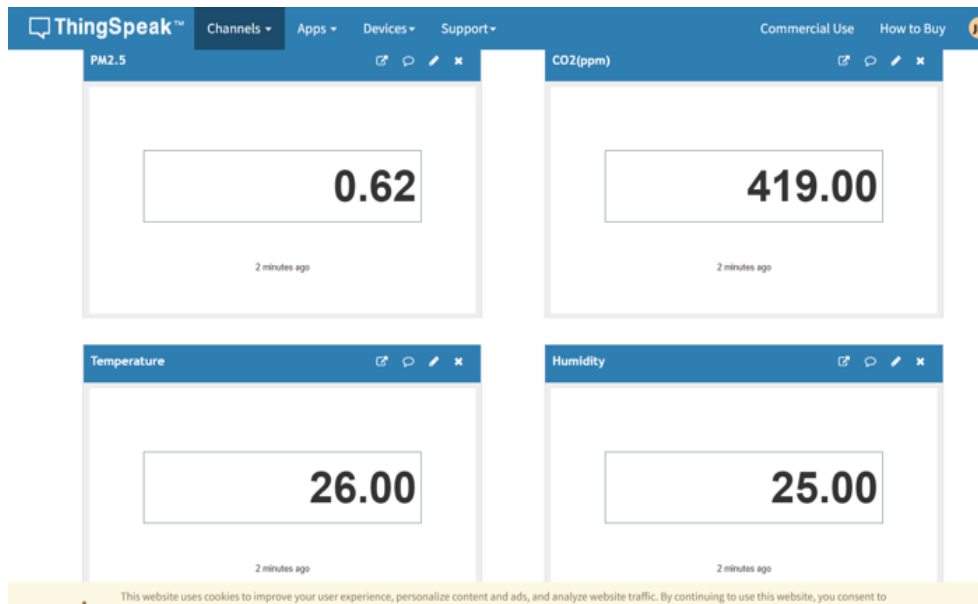 ThingSpeak™ Channels Apps Devices Support Commercial Use How to Buy
PM2.5
0.62
2 minutes ago
CO2(ppm)
419.00
2 minutes ago
Temperature
26.00
2 minutes ago
Humidity
25.00
2 minutes ago
This website uses cookies to improve your user experience, personalize content and ads, and analyze website traffic. By continuing to use this website, you consent to